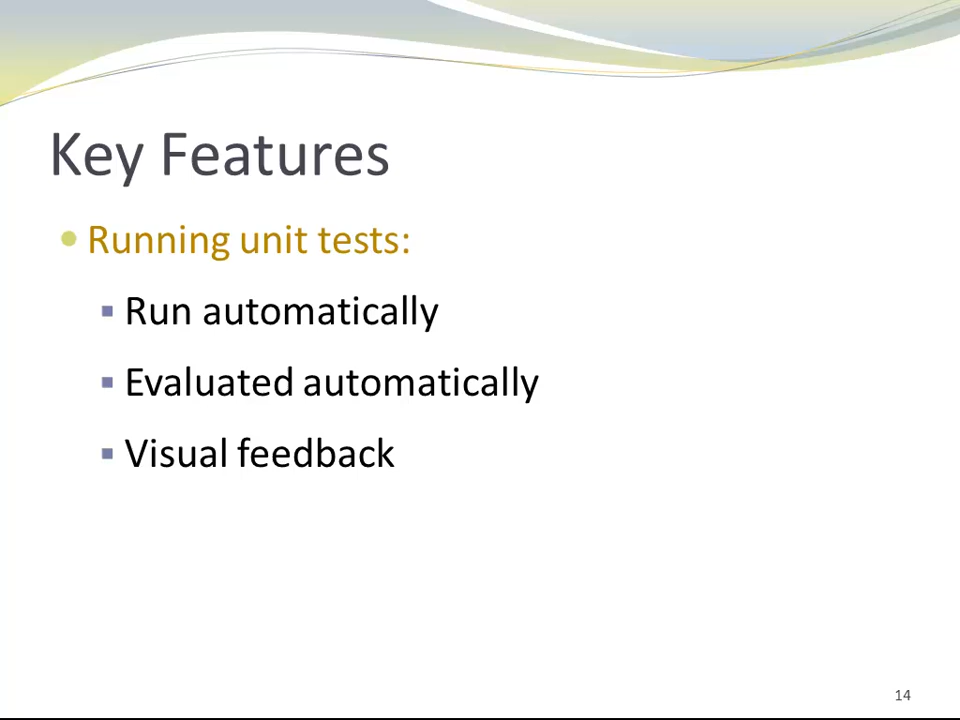 Key Features
Running unit tests:
Run automatically
Evaluated automatically
Visual feedback
14